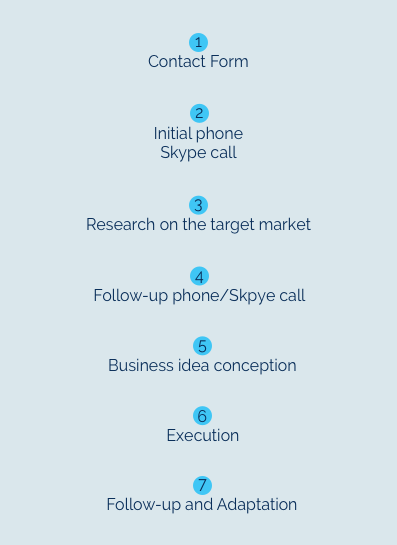 1
Contact Form
2
Initial phone
Skype call
3
Research on the target market
4
Follow-up phone/Skpye call
5
Business idea conception
6
Execution
7
Follow-up and Adaptation